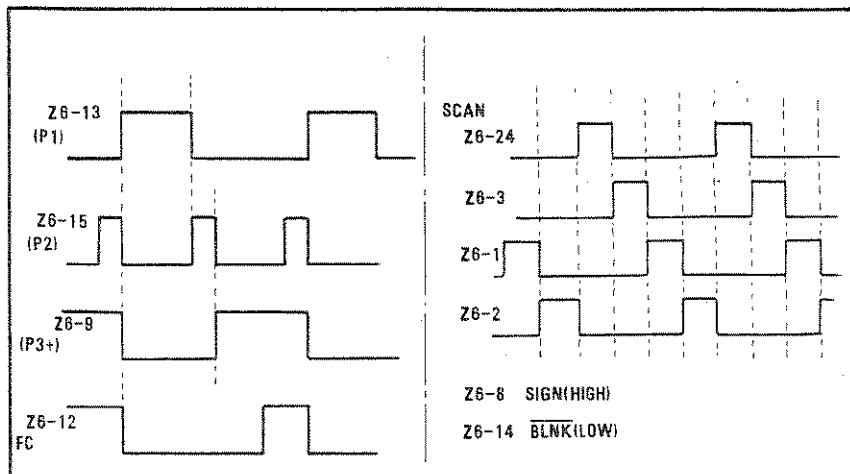 Z6-13
(P1)
Z6-15
(P2)
Z6-9
(P3+)
Z6-12
FC
SCAN
Z6-24
Z6-3
Z6-1
Z6-2
Z6-8 SIGN(HIGH)
Z6-14 BLNK(LOW)